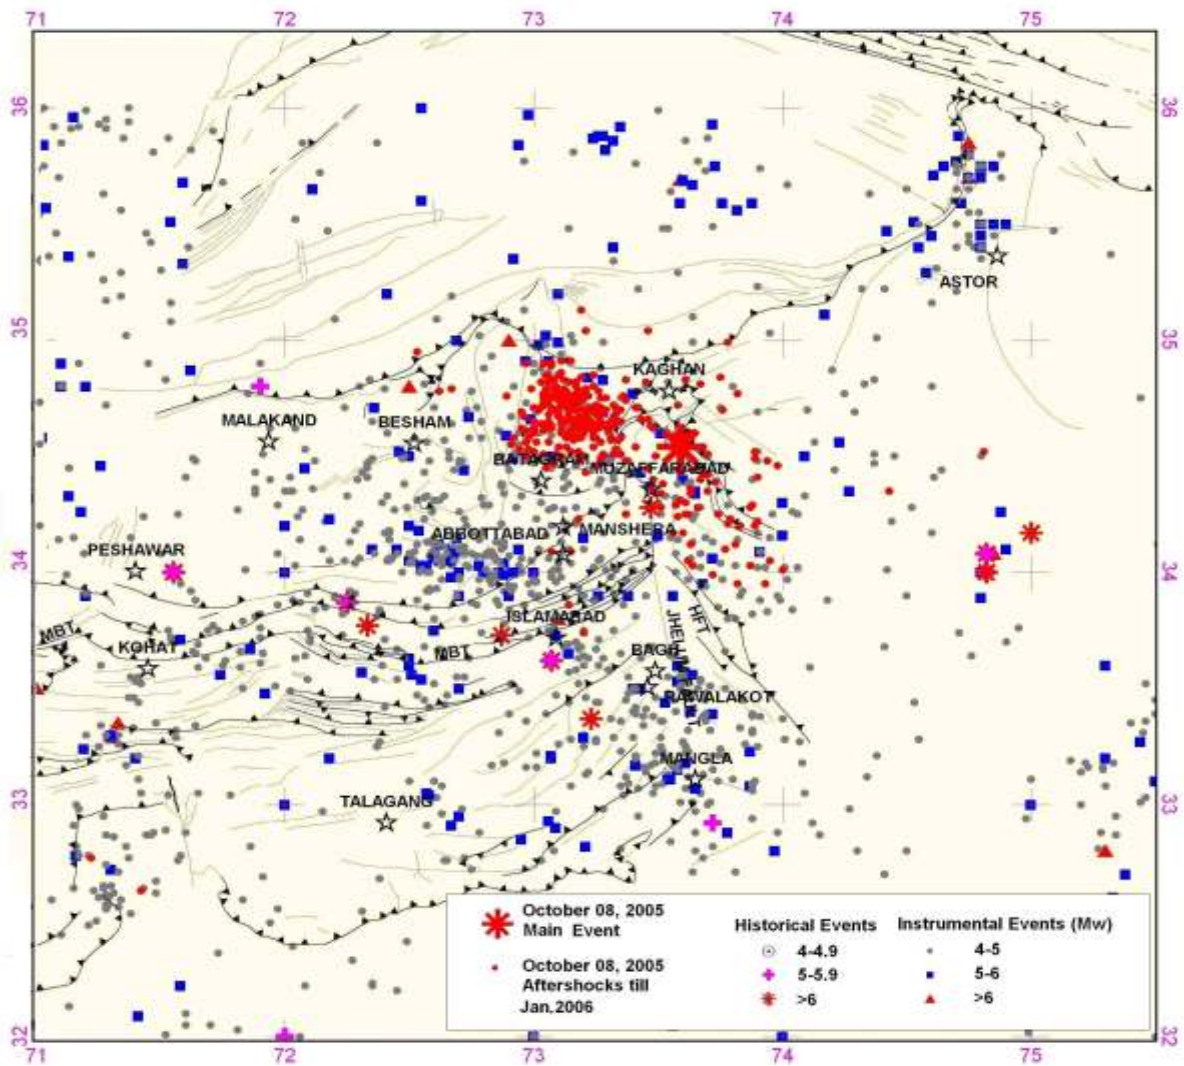 71 72 73 74 75
36 36
ASTOR
35 35
KAGHAN
MALAKAND BESHAM
BATAGRAM MUZAFFARABAD
ABBOTTABAD MANSHERA
PESHAWAR
34 34
ISLAMABAD
HFT
MBT
KOHAT MBT BAGH
RAWALAKOT
MANGLA
TALAGANG
33 33
October 08, 2005
Main Event
October 08, 2005
Aftershocks till
Jan,2006
Historical Events
4-4.9
5-5.9
>6
Instrumental Events (Mw)
4-5
5-6
>6
32 32
71 72 73 74 75